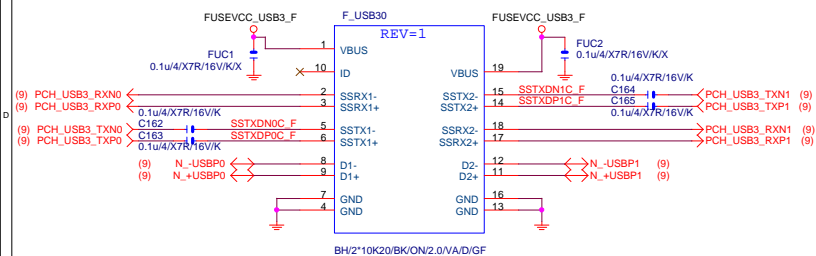 FUSEVCC_USB3_F F_USB30 FUSEVCC_USB3_F
REV=1
FUC1 1 VBUS FUC2
0.1u/4/X7R/16V/K/X 0.1u/4/X7R/16V/K/X
10 ID VBUS 19
0.1u/4/X7R/16V/K
(9) PCH_USB3_RXN0 2 SSRX1- SSTX2- 15 SSTXDN1C_F C164 PCH_USB3_TXN1 (9)
(9) PCH_USB3_RXP0 3 SSRX1+ SSTX2+ 14 SSTXDP1C_F C165 PCH_USB3_TXP1 (9)
0.1u/4/X7R/16V/K 0.1u/4/X7R/16V/K
(9) PCH_USB3_TXN0 C162 SSTXDN0C_F 5 SSTX1- SSRX2- 18 PCH_USB3_RXN1 (9)
(9) PCH_USB3_TXP0 C163 SSTXDP0C_F 6 SSTX1+ SSRX2+ 17 PCH_USB3_RXP1 (9)
0.1u/4/X7R/16V/K
(9) N_-USBP0 8 D1- D2- 12 N_-USBP1 (9)
(9) N_+USBP0 9 D1+ D2+ 11 N_+USBP1 (9)
7 GND GND 16
4 GND GND 13
D
BH/2*10K20/BK/ON/2.0/VA/D/GF